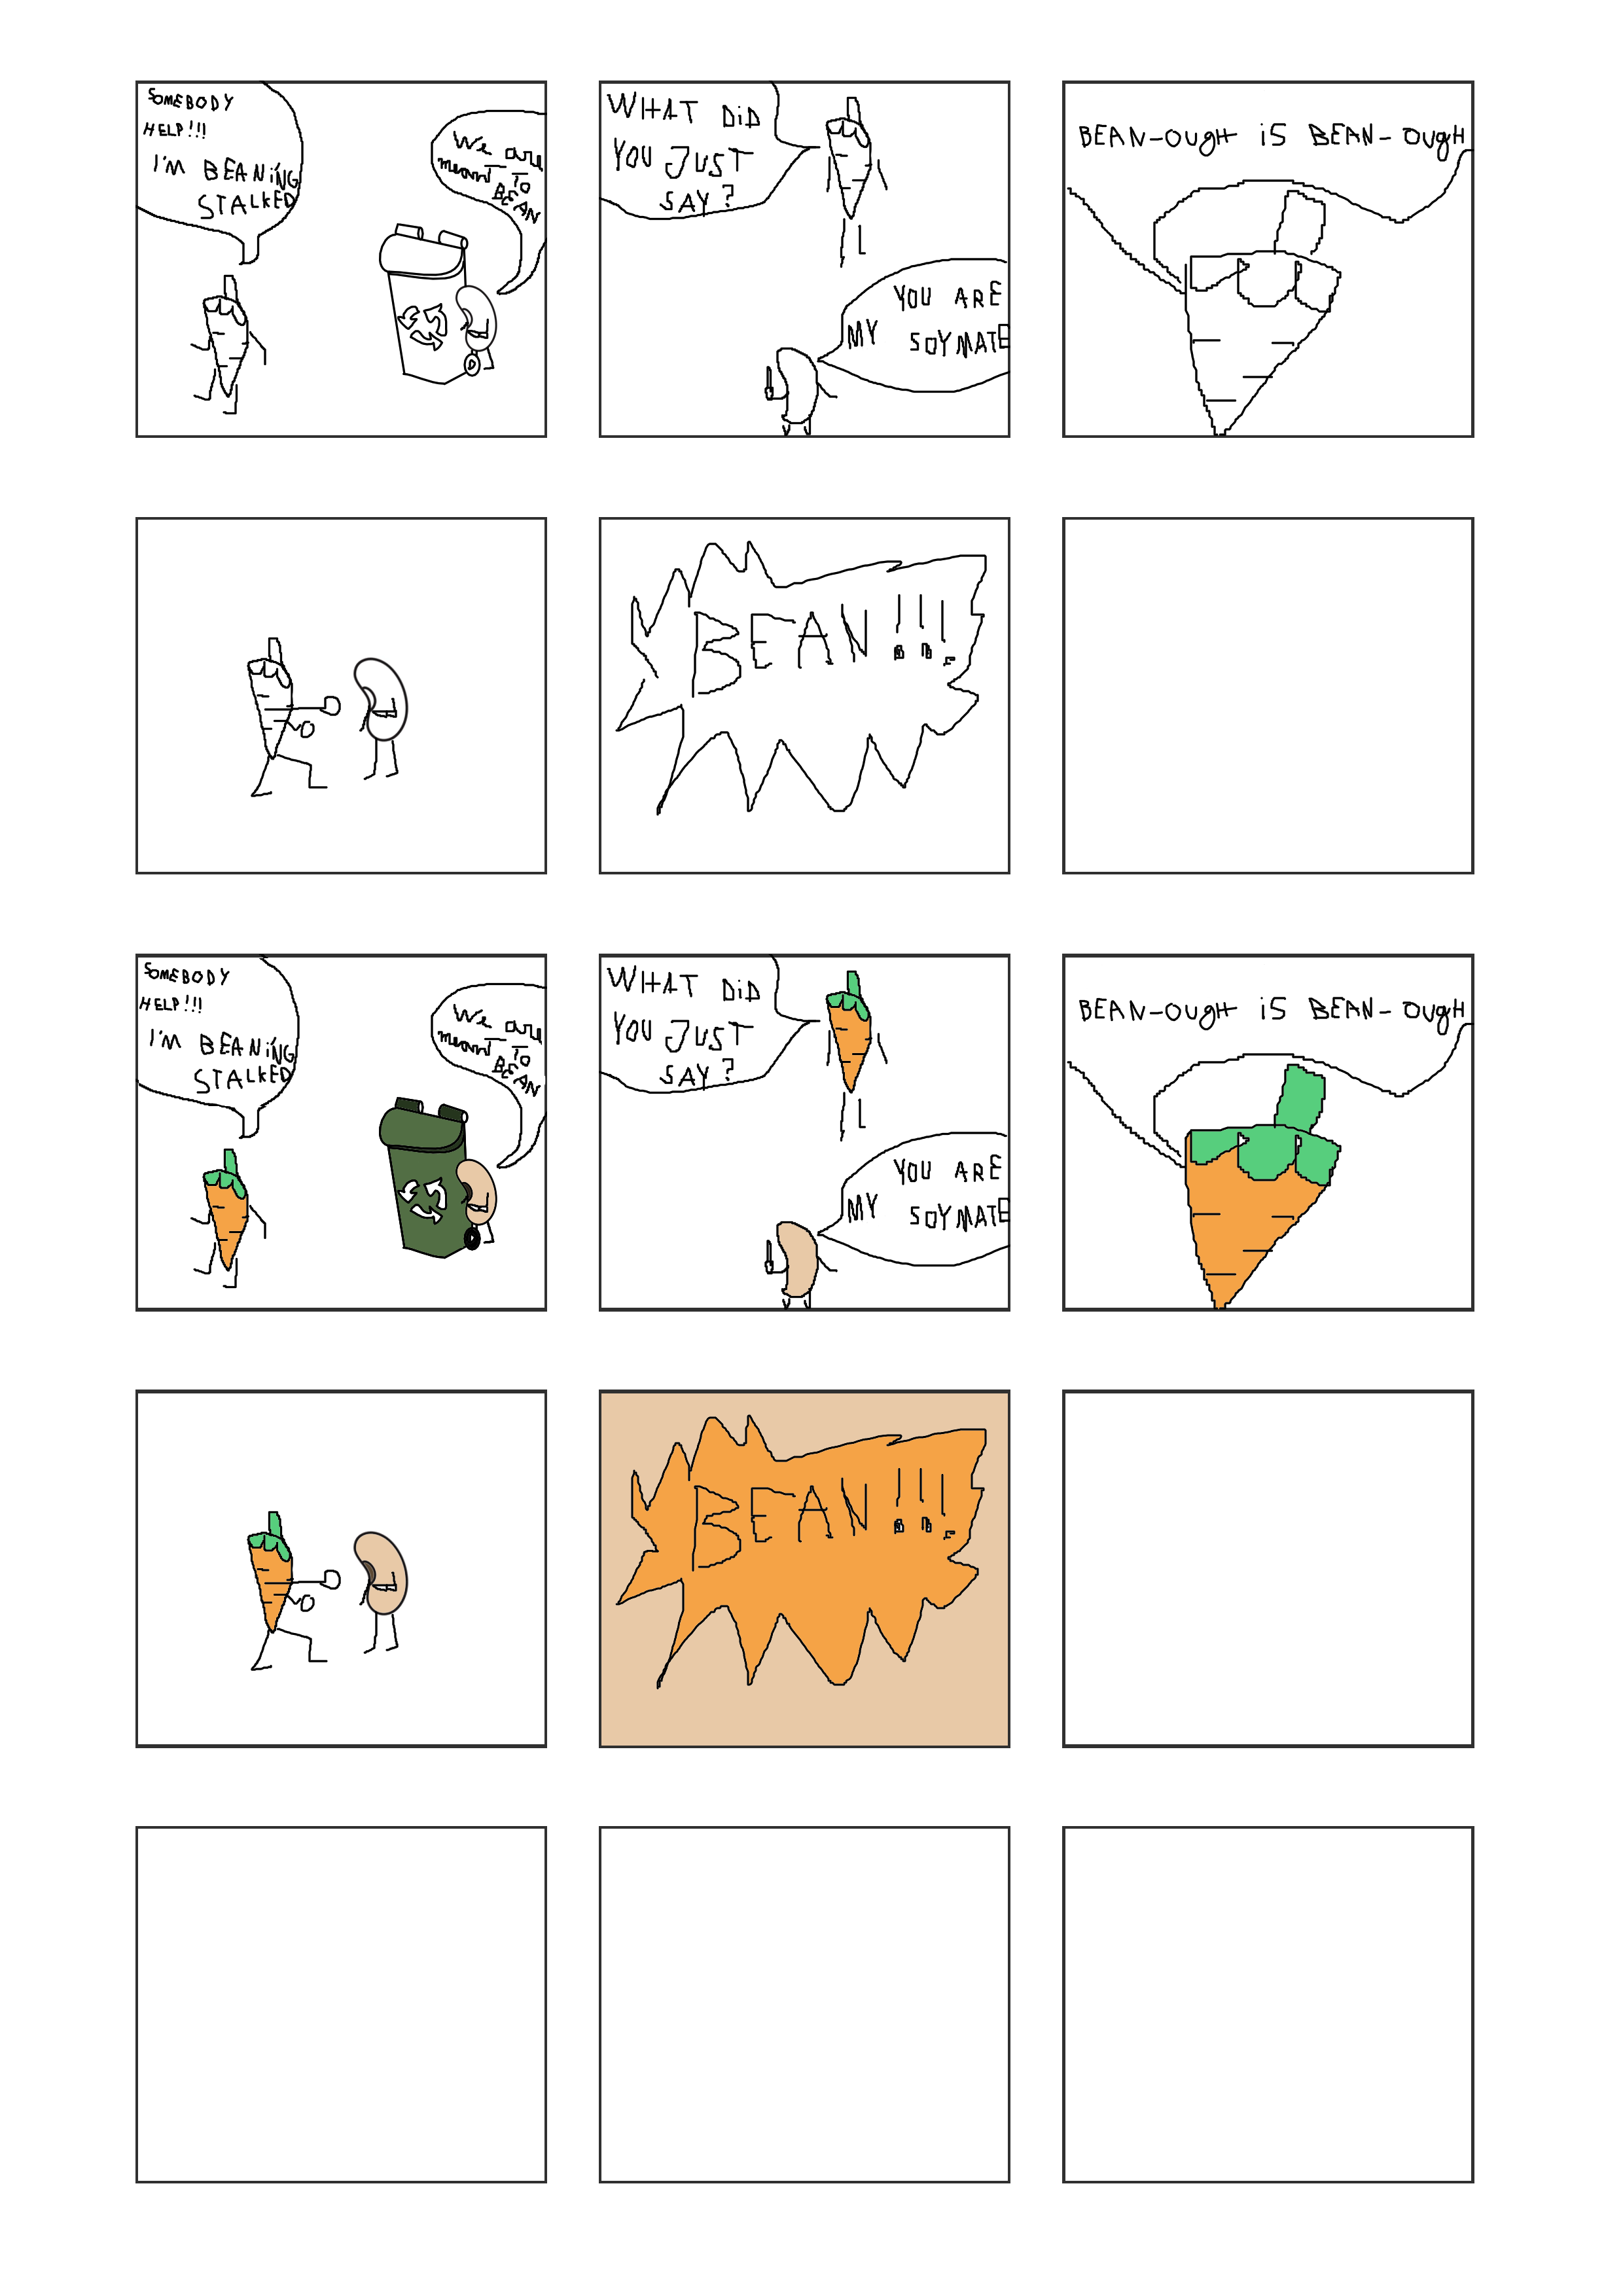 SOMEBODY
HELP!!!
I'M BEANING
STALKED
We are
meant To
BEAN
WHAT DiD
YOU JUST
SAY?
YOU ARE
MY SOYMATE
BEAN-OUgH iS BEAN-OUgH
BEAN!!!
SOMEBODY
HELP!!!
I'M BEANING
STALKED
We are
meant To
BEAN
WHAT DiD
YOU JUST
SAY?
YOU ARE
MY SOYMATE
BEAN-OUgH iS BEAN-OUgH
BEAN!!!